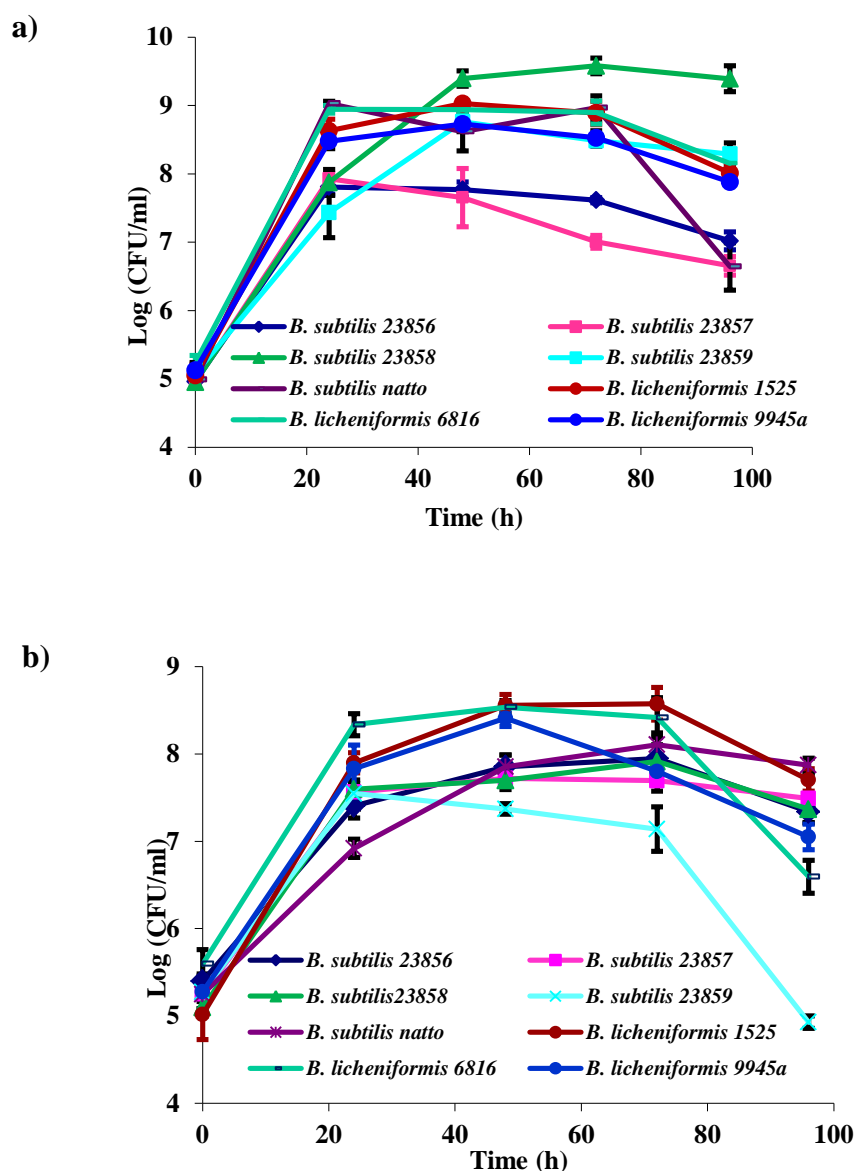 a)
10
9
8
7
6
5
4
Log (CFU/ml)
B. subtilis 23856
B. subtilis 23857
B. subtilis 23858
B. subtilis 23859
B. subtilis natto
B. licheniformis 1525
B. licheniformis 6816
B. licheniformis 9945a
0 20 40 60 80 100
Time (h)
b)
9
8
7
6
5
4
Log (CFU/ml)
B. subtilis 23856
B. subtilis 23857
B. subtilis23858
B. subtilis 23859
B. subtilis natto
B. licheniformis 1525
B. licheniformis 6816
B. licheniformis 9945a
0 20 40 60 80 100
Time (h)